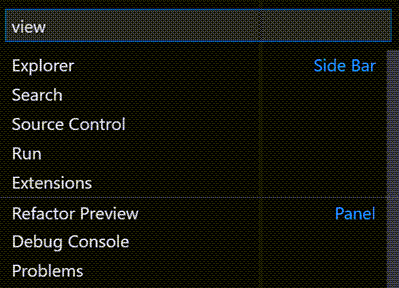 view
Explorer Side Bar
Search
Source Control
Run
Extensions
Refactor Preview Panel
Debug Console
Problems